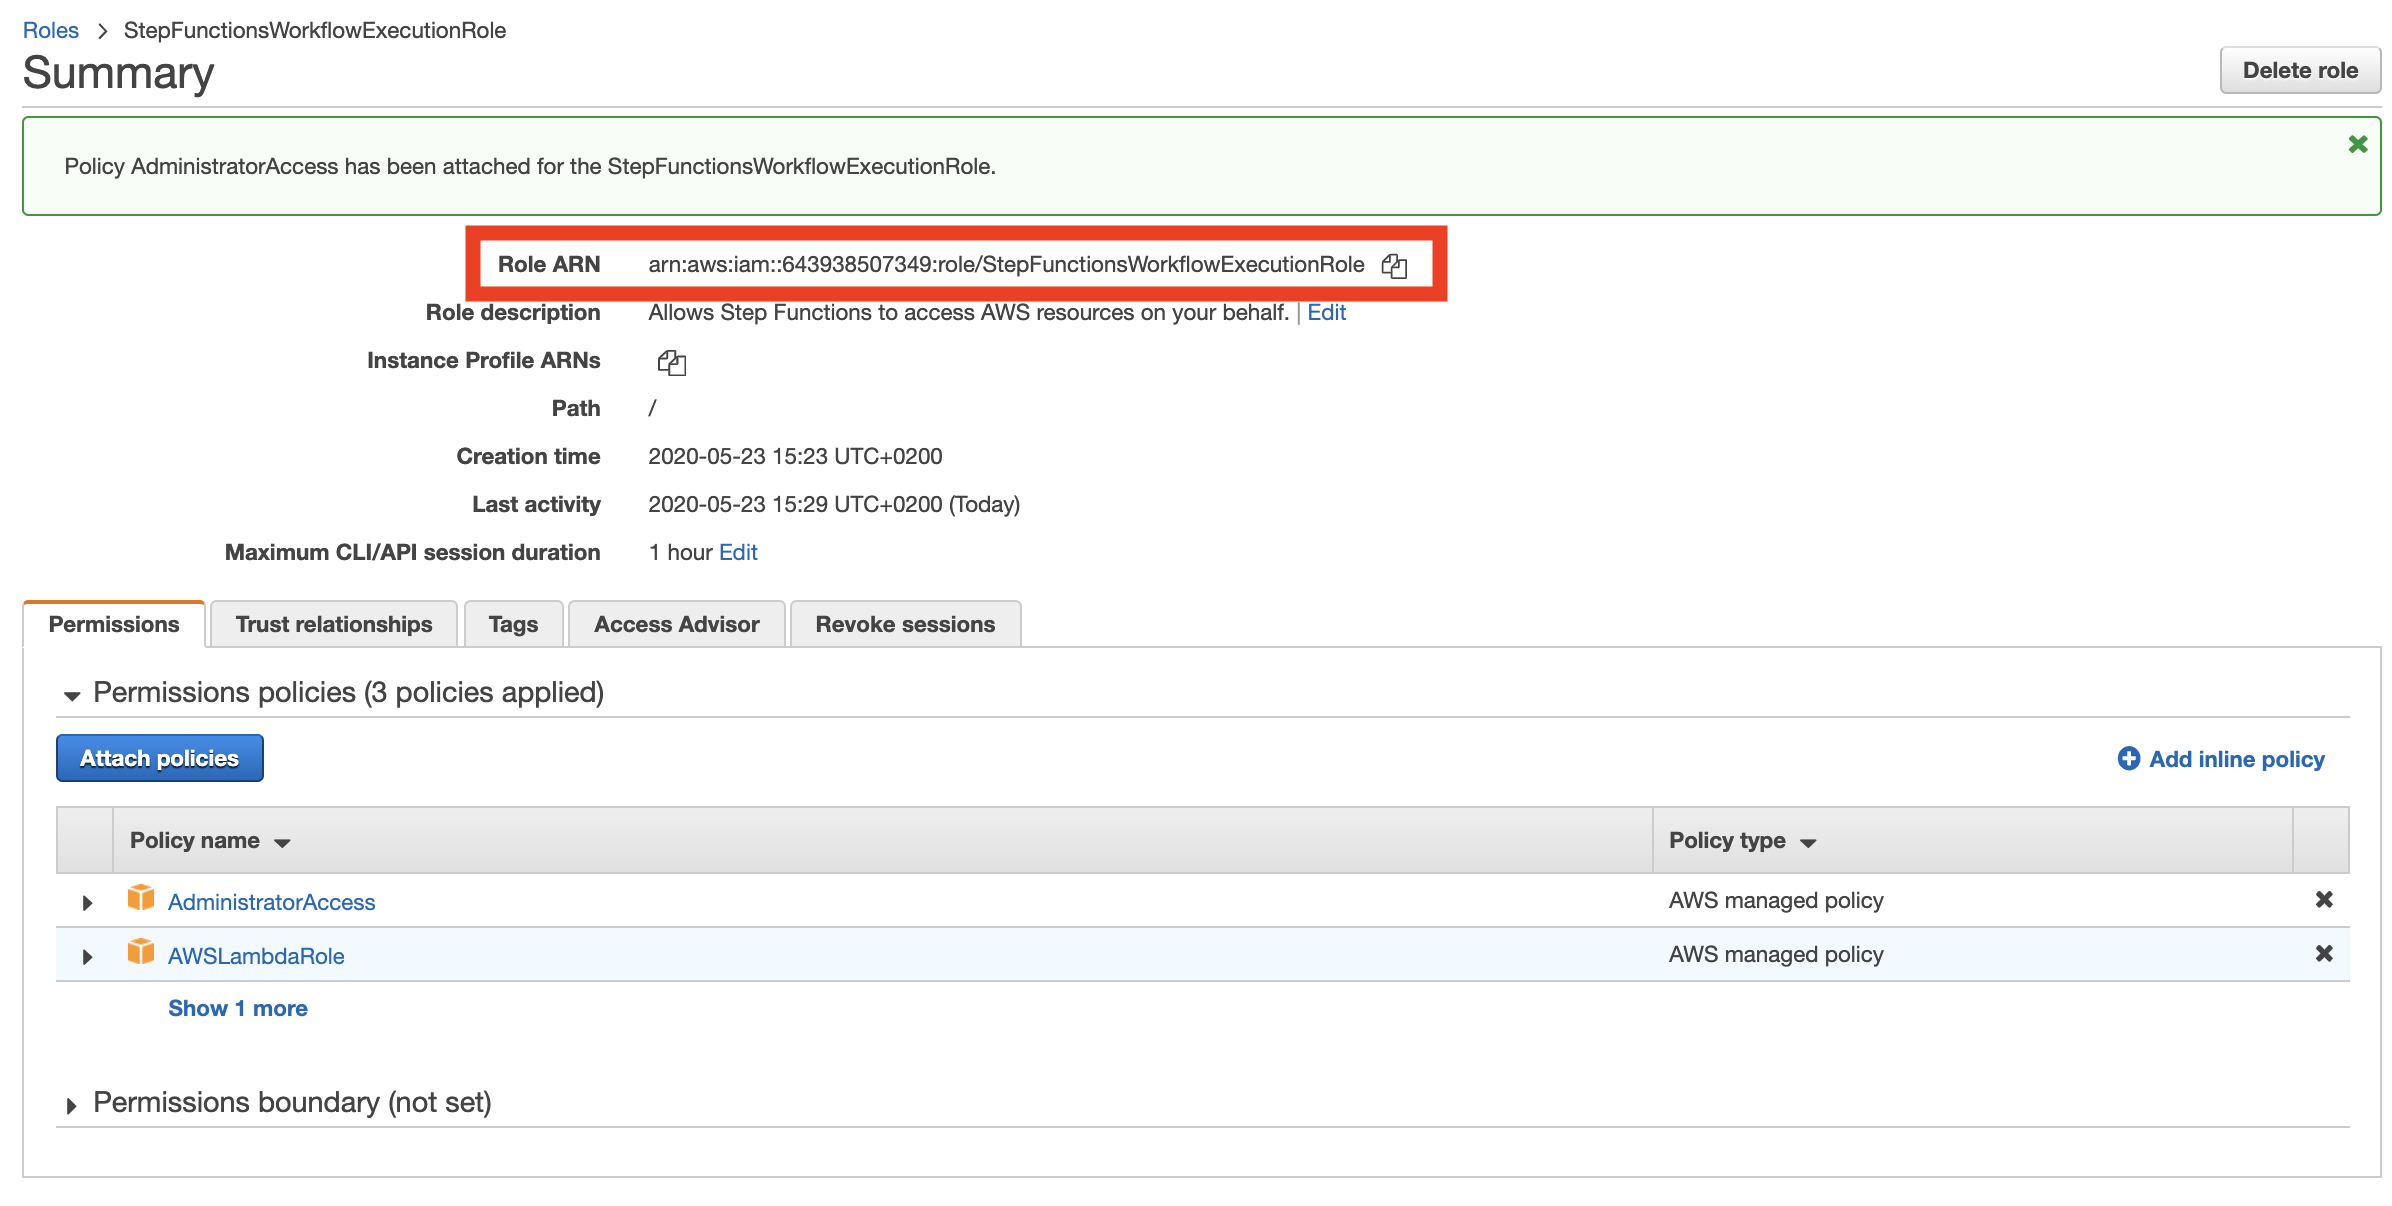 Roles > StepFunctionsWorkflowExecutionRole
Summary
Delete role
Policy AdministratorAccess has been attached for the StepFunctionsWorkflowExecutionRole.
Role ARN arn:aws:iam::643938507349:role/StepFunctionsWorkflowExecutionRole
Role description Allows Step Functions to access AWS resources on your behalf. | Edit
Instance Profile ARNs
Path /
Creation time 2020-05-23 15:23 UTC+0200
Last activity 2020-05-23 15:29 UTC+0200 (Today)
Maximum CLI/API session duration 1 hour Edit
Permissions Trust relationships Tags Access Advisor Revoke sessions
Permissions policies (3 policies applied)
Attach policies Add inline policy
Policy name Policy type
AdministratorAccess AWS managed policy
AWSLambdaRole AWS managed policy
Show 1 more
Permissions boundary (not set)